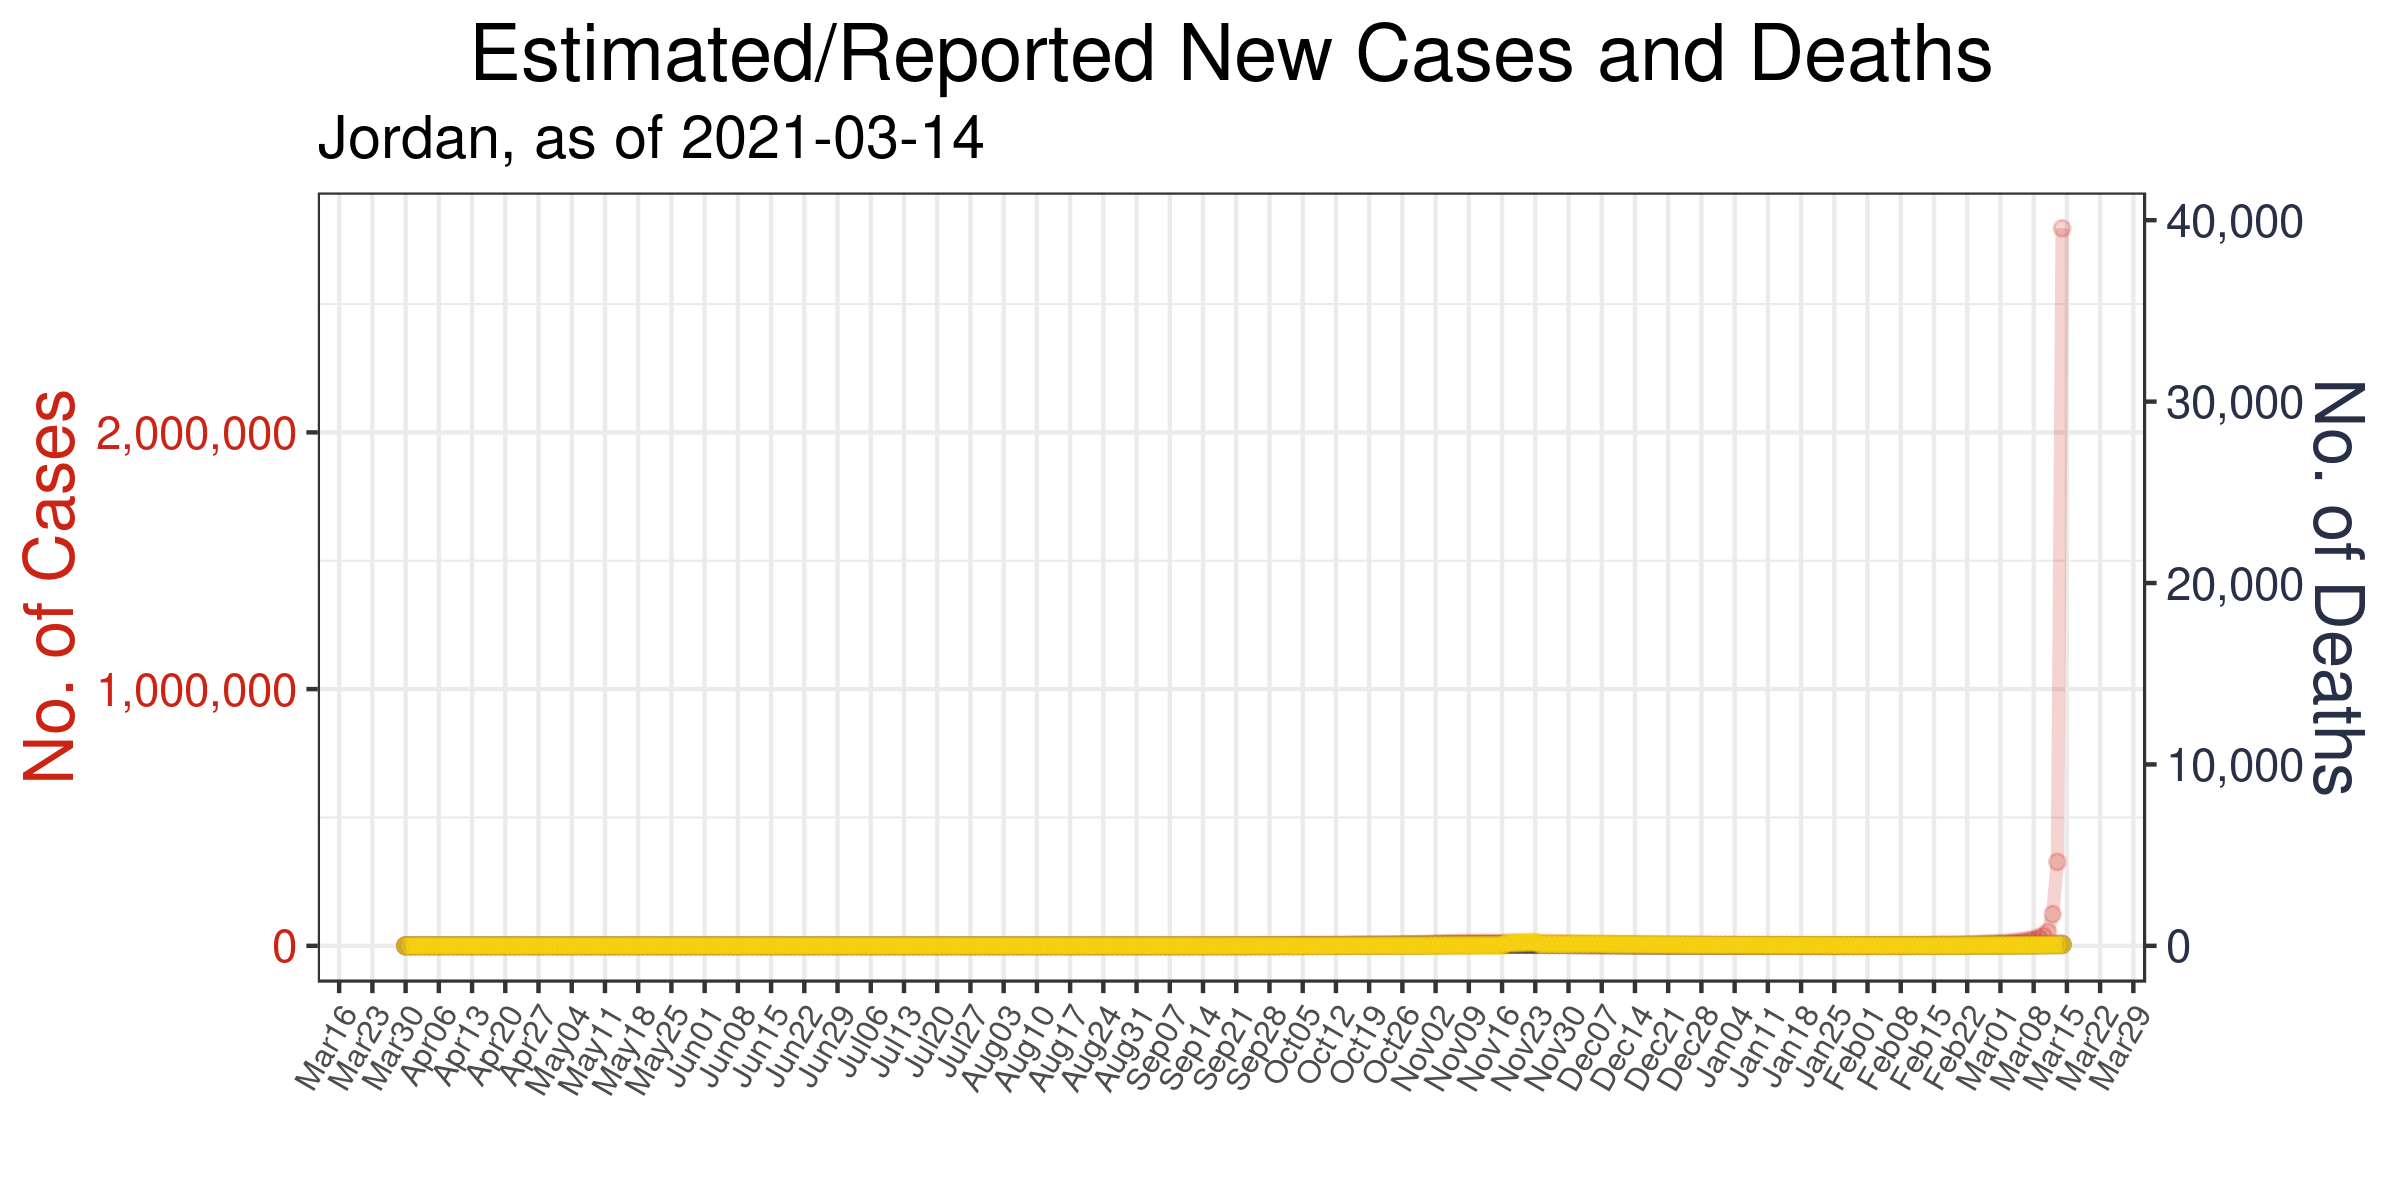 Estimated/Reported New Cases and Deaths
Jordan, as of 2021-03-14
No. of Cases
2,000,000
1,000,000
0
40,000
30,000
20,000
10,000
0
No. of Deaths
Mar16
Mar23
Mar30
Apr06
Apr13
Apr20
Apr27
May04
May11
May18
May25
Jun01
Jun08
Jun15
Jun22
Jun29
Jul06
Jul13
Jul20
Jul27
Aug03
Aug10
Aug17
Aug24
Aug31
Sep07
Sep14
Sep21
Sep28
Oct05
Oct12
Oct19
Oct26
Nov02
Nov09
Nov16
Nov23
Nov30
Dec07
Dec14
Dec21
Dec28
Jan04
Jan11
Jan18
Jan25
Feb01
Feb08
Feb15
Feb22
Mar01
Mar08
Mar15
Mar22
Mar29